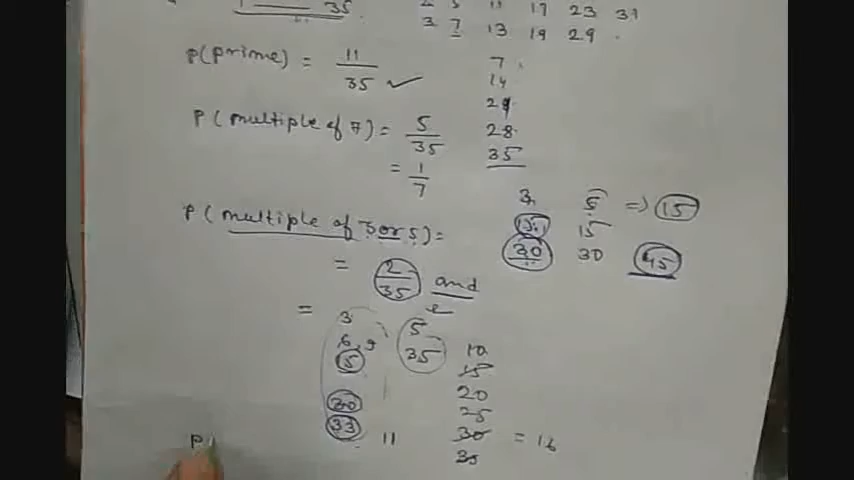 1 35
2 5 11 17 23 31
3 7 13 19 29
P(prime) = 11/35
7
14
21
28
35
P(multiple of 7) = 5/35
= 1/7
P(multiple of 3 or 5) =
3 5 => 15
15 15
30 30 45
= 2/35 and
=
3 5
6, 9 35 10
15 15
20
30 25
33 11 30 = 16
35
P